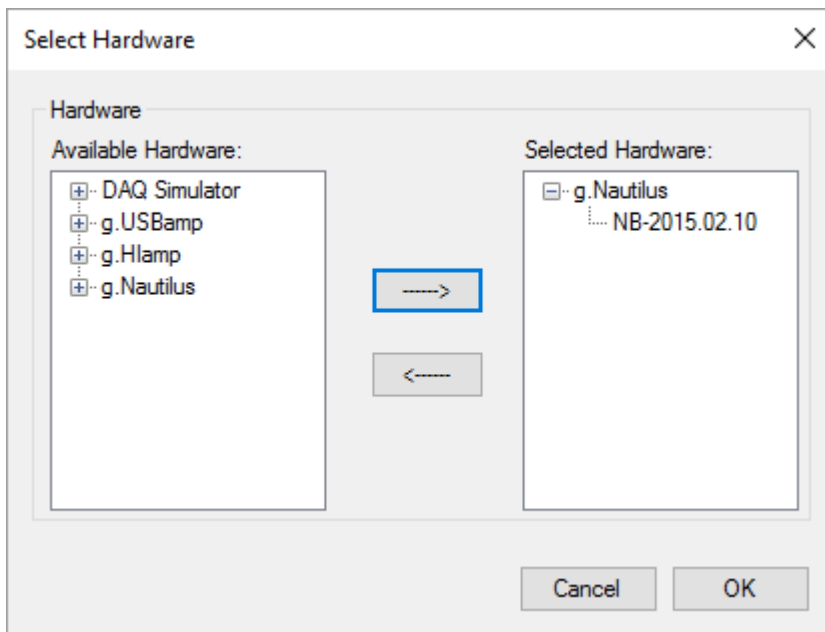 Select Hardware
Hardware
Available Hardware:
DAQ Simulator
g.USBamp
g.HIamp
g.Nautilus
------>
<------
Selected Hardware:
g.Nautilus
NB-2015.02.10
Cancel
OK